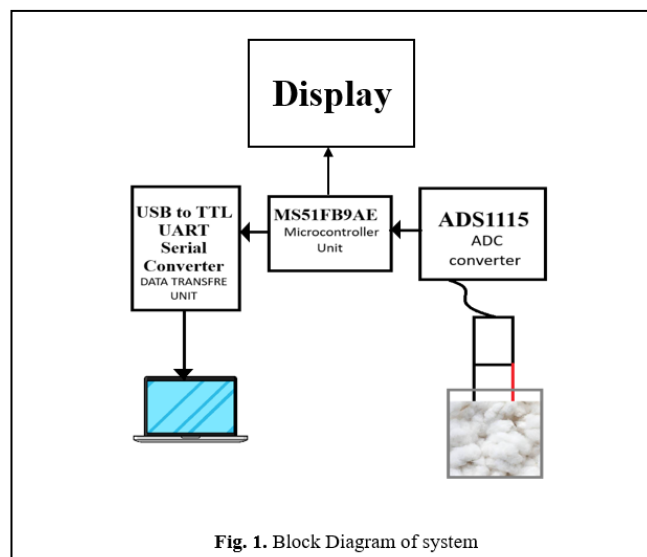 Display
USB to TTL
UART
Serial
Converter
DATA TRANSFRE
UNIT
MS51FB9AE
Microcontroller
Unit
ADS1115
ADC
converter
Fig. 1. Block Diagram of system